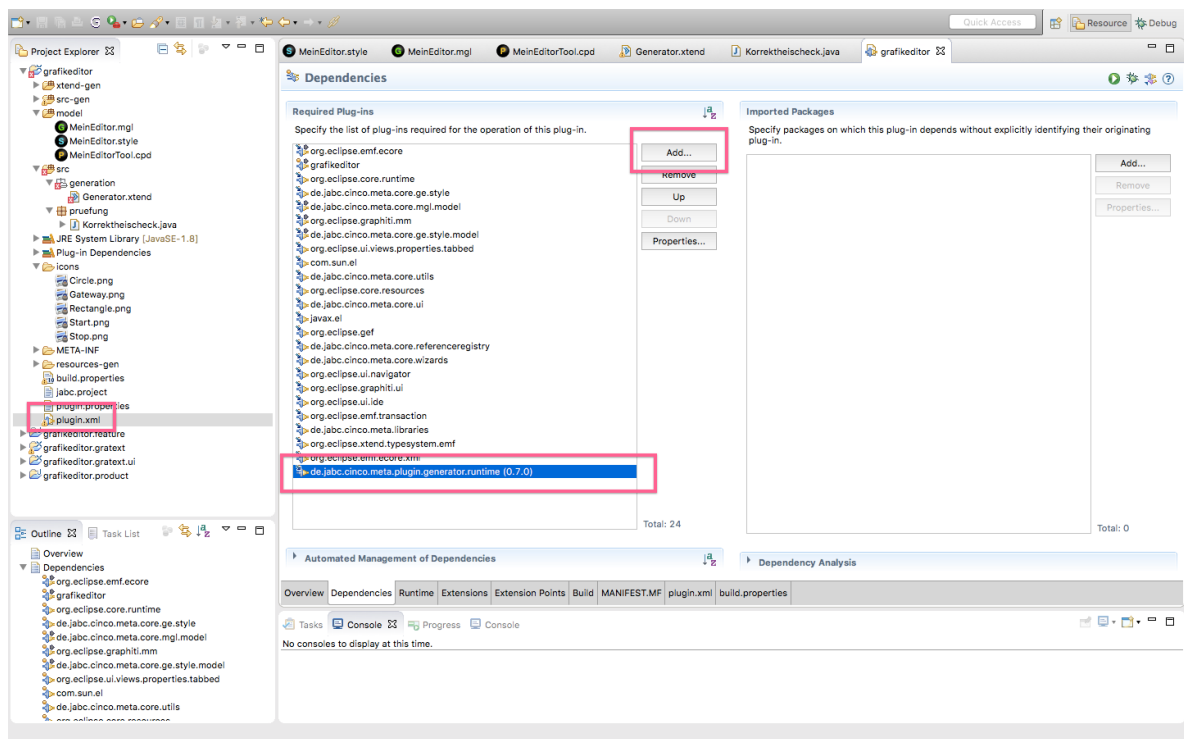 Quick Access
Resource
Debug
Project Explorer
grafikeditor
xtend-gen
src-gen
model
MeinEditor.mgl
MeinEditor.style
MeinEditorTool.cpd
src
generation
Generator.xtend
pruefung
Korrektheischeck.java
JRE System Library [JavaSE-1.8]
Plug-in Dependencies
icons
Circle.png
Gateway.png
Rectangle.png
Start.png
Stop.png
META-INF
resources-gen
build.properties
jabc.project
plugin.properties
plugin.xml
grafikeditor.feature
grafikeditor.gratext
grafikeditor.gratext.ui
grafikeditor.product
Outline
Task List
Overview
Dependencies
org.eclipse.emf.ecore
grafikeditor
org.eclipse.core.runtime
de.jabc.cinco.meta.core.ge.style
de.jabc.cinco.meta.core.mgl.model
org.eclipse.graphiti.mm
de.jabc.cinco.meta.core.ge.style.model
org.eclipse.ui.views.properties.tabbed
com.sun.el
de.jabc.cinco.meta.core.utils
org.eclipse.core.resources
MeinEditor.style
MeinEditor.mgl
MeinEditorTool.cpd
Generator.xtend
Korrektheischeck.java
grafikeditor
Dependencies
Required Plug-ins
Specify the list of plug-ins required for the operation of this plug-in.
org.eclipse.emf.ecore
grafikeditor
org.eclipse.core.runtime
de.jabc.cinco.meta.core.ge.style
de.jabc.cinco.meta.core.mgl.model
org.eclipse.graphiti.mm
de.jabc.cinco.meta.core.ge.style.model
org.eclipse.ui.views.properties.tabbed
com.sun.el
de.jabc.cinco.meta.core.utils
org.eclipse.core.resources
de.jabc.cinco.meta.core.ui
javax.el
org.eclipse.gef
de.jabc.cinco.meta.core.referenceregistry
de.jabc.cinco.meta.core.wizards
org.eclipse.ui.navigator
org.eclipse.graphiti.ui
org.eclipse.ui.ide
org.eclipse.emf.transaction
de.jabc.cinco.meta.libraries
org.eclipse.xtend.typesystem.emf
org.eclipse.emf.ecore.xmi
de.jabc.cinco.meta.plugin.generator.runtime (0.7.0)
Add...
Remove
Up
Down
Properties...
Total: 24
Imported Packages
Specify packages on which this plug-in depends without explicitly identifying their originating
plug-in.
Add...
Remove
Properties...
Total: 0
Automated Management of Dependencies
Dependency Analysis
Overview
Dependencies
Runtime
Extensions
Extension Points
Build
MANIFEST.MF
plugin.xml
build.properties
Tasks
Console
Progress
Console
No consoles to display at this time.